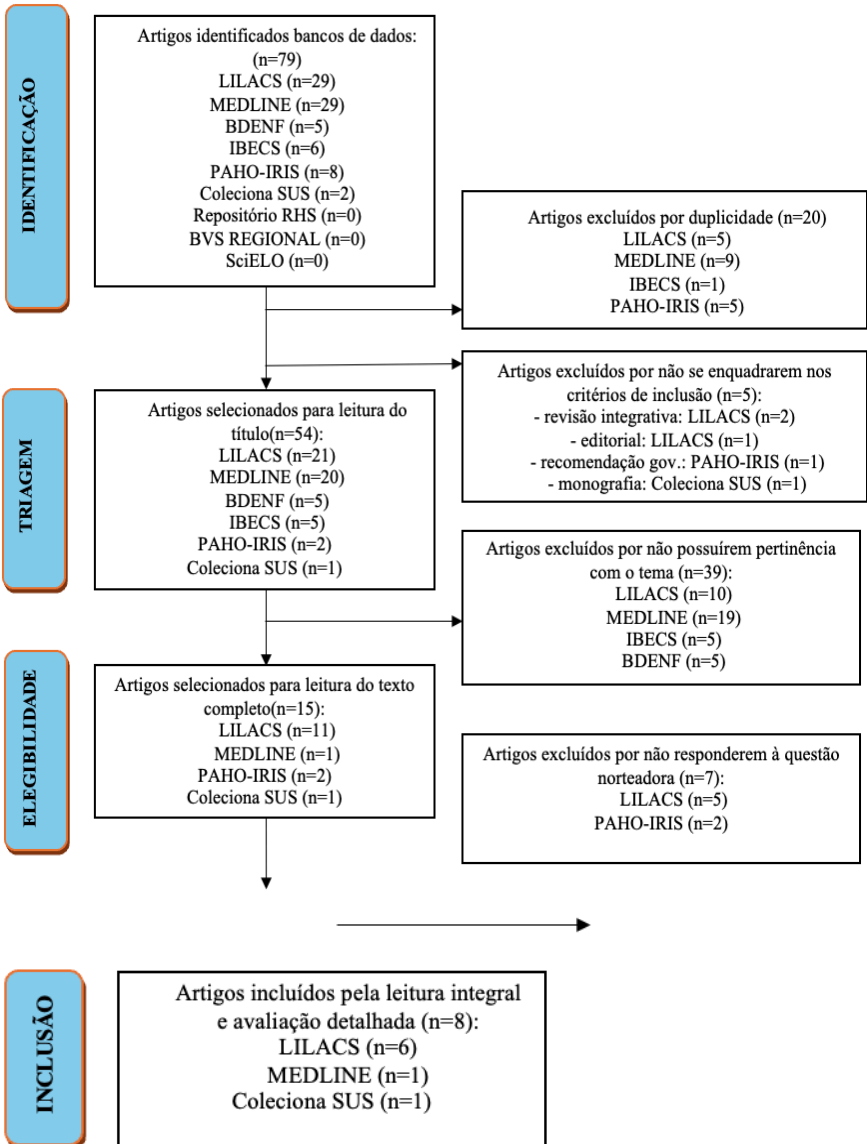 IDENTIFICAÇÃO
Artigos identificados bancos de dados:
(n=79)
LILACS (n=29)
MEDLINE (n=29)
BDENF (n=5)
IBECS (n=6)
PAHO-IRIS (n=8)
Coleciona SUS (n=2)
Repositório RHS (n=0)
BVS REGIONAL (n=0)
SciELO (n=0)
Artigos excluídos por duplicidade (n=20)
LILACS (n=5)
MEDLINE (n=9)
IBECS (n=1)
PAHO-IRIS (n=5)
Artigos excluídos por não se enquadrarem nos
critérios de inclusão (n=5):
- revisão integrativa: LILACS (n=2)
- editorial: LILACS (n=1)
- recomendação gov.: PAHO-IRIS (n=1)
- monografia: Coleciona SUS (n=1)
TRIAGEM
Artigos selecionados para leitura do
título(n=54):
LILACS (n=21)
MEDLINE (n=20)
BDENF (n=5)
IBECS (n=5)
PAHO-IRIS (n=2)
Coleciona SUS (n=1)
Artigos excluídos por não possuírem pertinência
com o tema (n=39):
LILACS (n=10)
MEDLINE (n=19)
IBECS (n=5)
BDENF (n=5)
ELEGIBILIDADE
Artigos selecionados para leitura do texto
completo(n=15):
LILACS (n=11)
MEDLINE (n=1)
PAHO-IRIS (n=2)
Coleciona SUS (n=1)
Artigos excluídos por não responderem à questão
norteadora (n=7):
LILACS (n=5)
PAHO-IRIS (n=2)
INCLUSÃO
Artigos incluídos pela leitura integral
e avaliação detalhada (n=8):
LILACS (n=6)
MEDLINE (n=1)
Coleciona SUS (n=1)